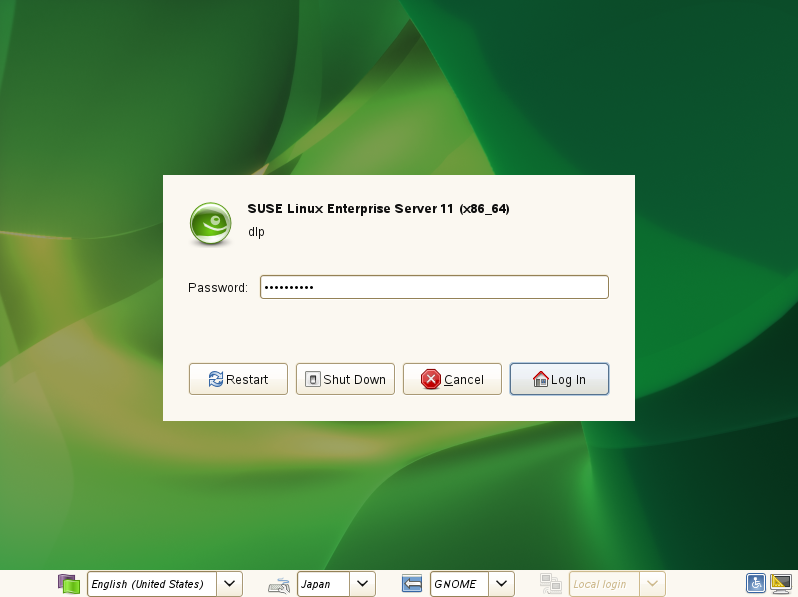 SUSE Linux Enterprise Server 11 (x86_64)
dlp
Password: ••••••••••
Restart Shut Down Cancel Log In
English (United States) Japan GNOME Local login